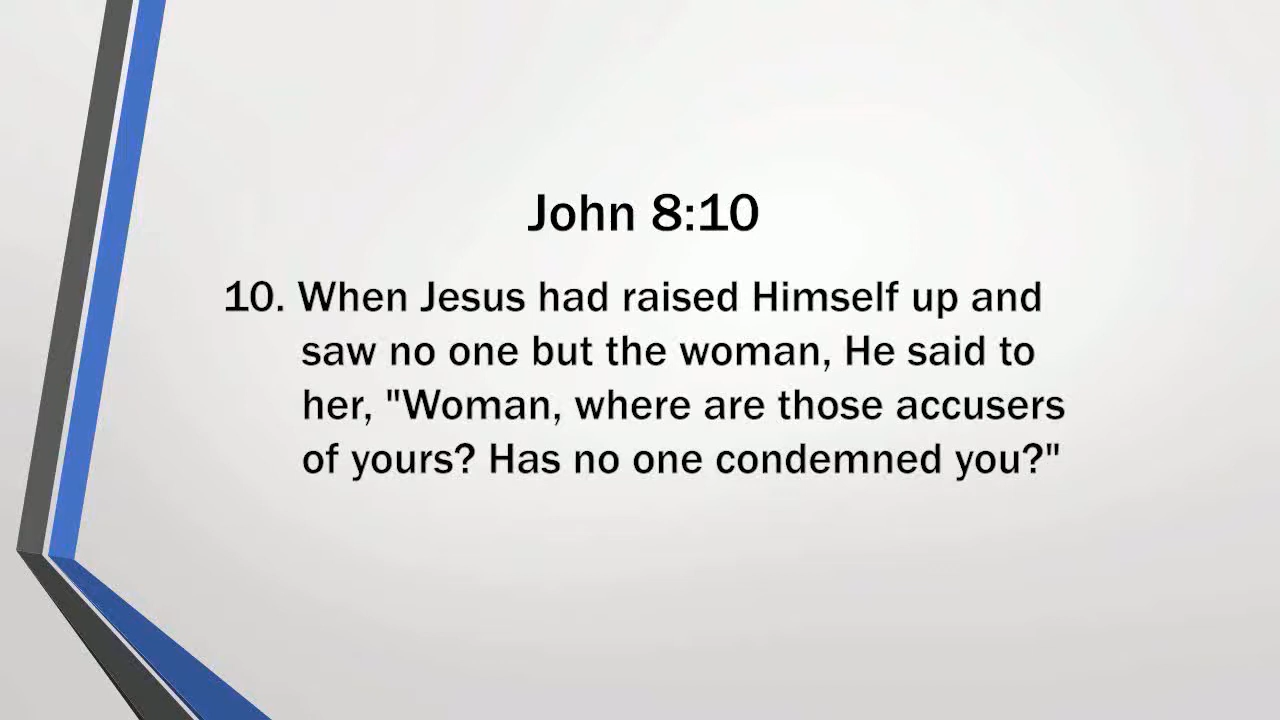 John 8:10
10. When Jesus had raised Himself up and
saw no one but the woman, He said to
her, "Woman, where are those accusers
of yours? Has no one condemned you?"